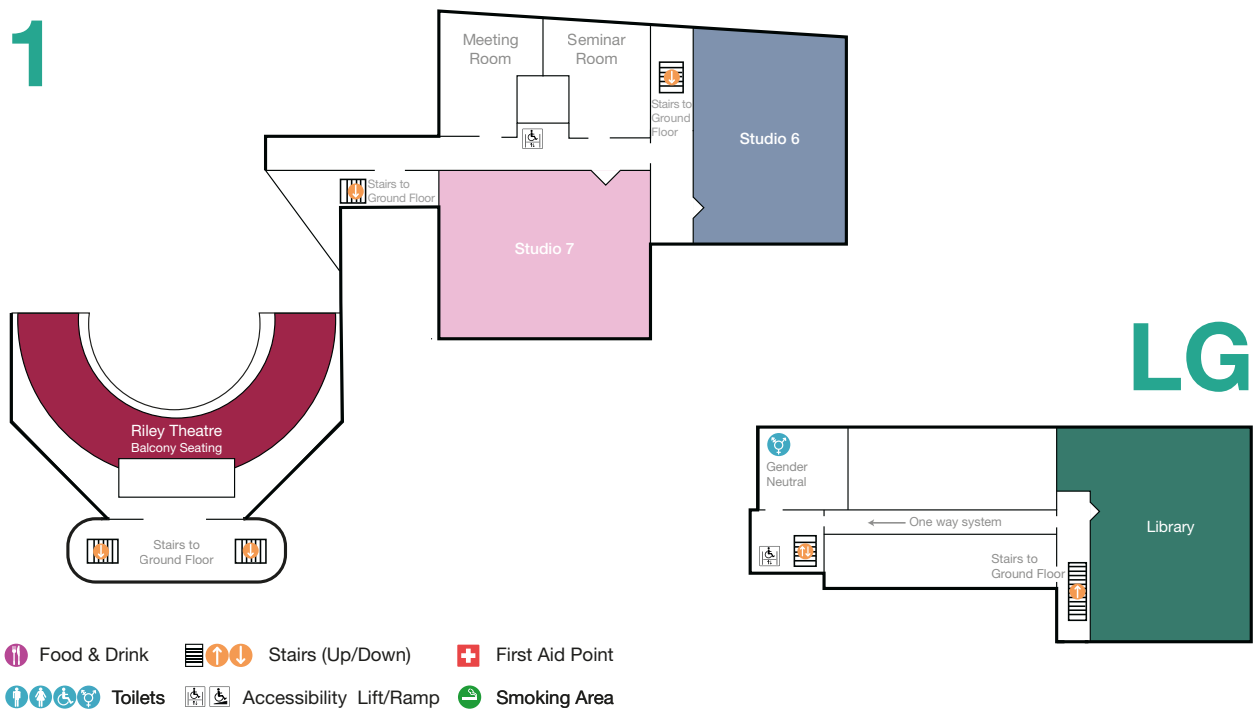 1
Meeting
Room
Seminar
Room
Stairs to
Ground
Floor
Studio 6
Stairs to
Ground Floor
Studio 7
LG
Riley Theatre
Balcony Seating
Gender
Neutral
One way system
Library
Stairs to
Ground Floor
Stairs to
Ground Floor
Food & Drink
Stairs (Up/Down)
First Aid Point
Toilets
Accessibility Lift/Ramp
Smoking Area